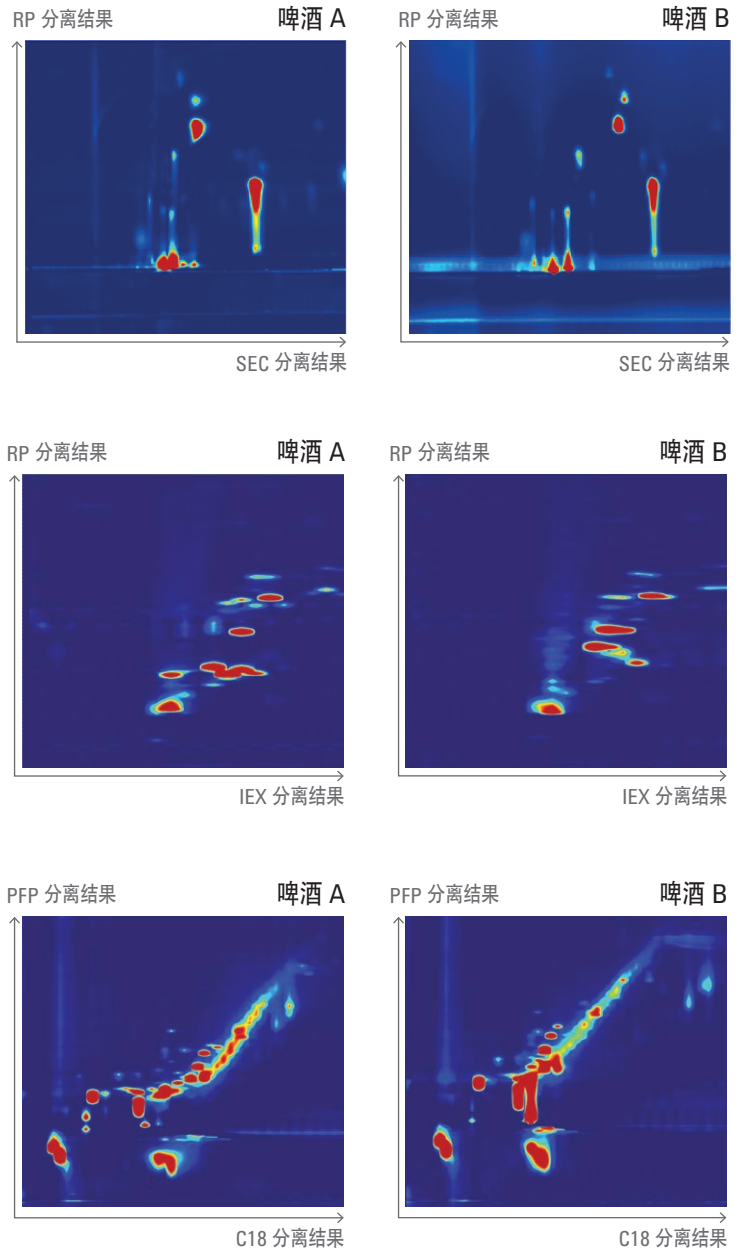 RP 分离结果 啤酒 A
RP 分离结果 啤酒 B
SEC 分离结果
SEC 分离结果
RP 分离结果 啤酒 A
RP 分离结果 啤酒 B
IEX 分离结果
IEX 分离结果
PFP 分离结果 啤酒 A
PFP 分离结果 啤酒 B
C18 分离结果
C18 分离结果